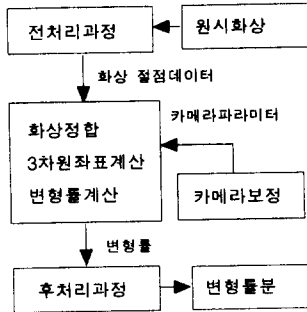 전처리과정
원시화상
화상 절점데이터
화상정합
3차원좌표계산
변형률계산
카메라파라미터
카메라보정
변형률
후처리과정
변형률분